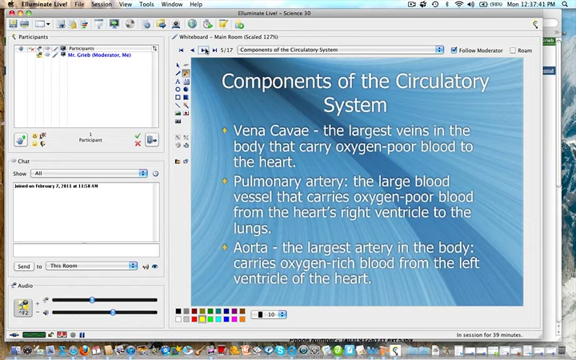 Elluminate Live!
File
Session
View
Tools
Window
Help
(98%)
Thu 12:37:41 PM
Elluminate Live! - Science 30
Participants
Participants
Mr. Grieb (Moderator, Me)
1
Participant
Chat
Show
All
Joined on February 7, 2011 at 11:58 AM
Send
to
This Room
Audio
Whiteboard - Main Room (Scaled 127%)
5/17
Components of the Circulatory System
Follow Moderator
Roam
Components of the Circulatory
System
Vena Cavae - the largest veins in the
body that carry oxygen-poor blood to
the heart.
Pulmonary artery: the large blood
vessel that carries oxygen-poor blood
from the heart's right ventricle to the
lungs.
Aorta - the largest artery in the body:
carries oxygen-rich blood from the left
ventricle of the heart.
10
In session for 39 minutes.